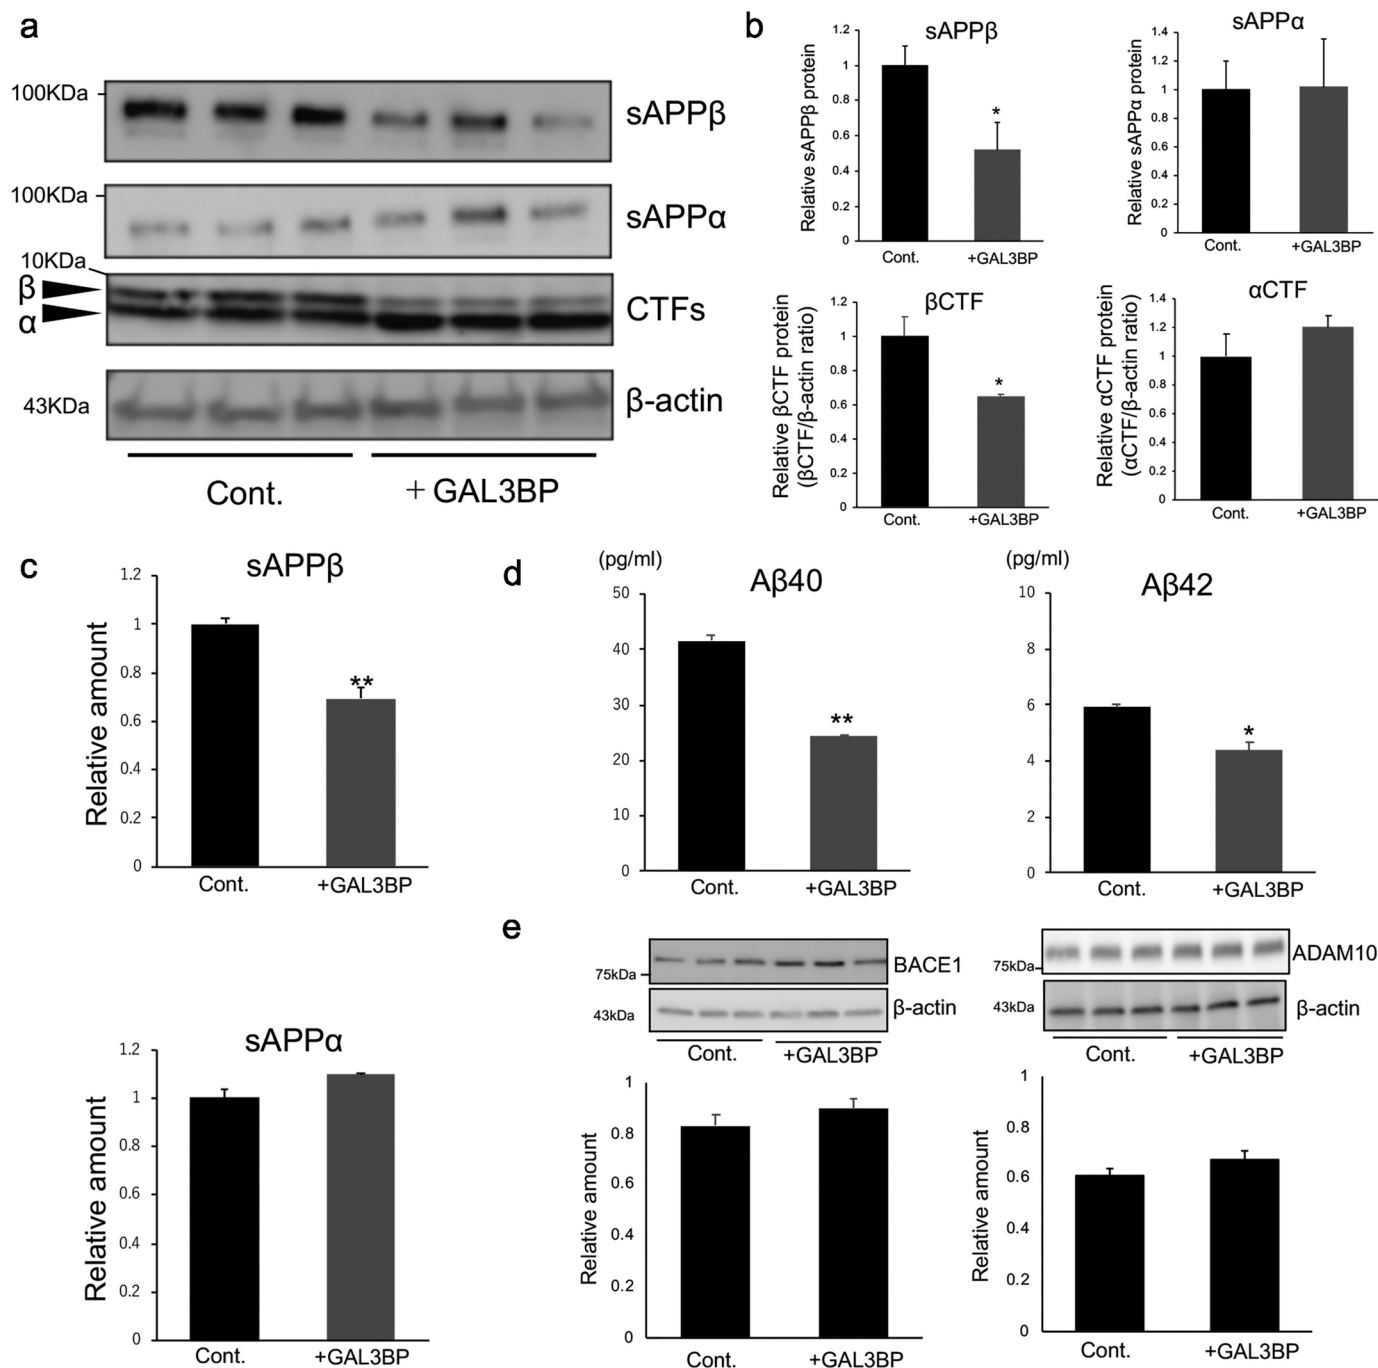 a
100KDa
sAPPβ
100KDa
sAPPα
10KDa
β
α
CTFs
43KDa
β-actin
Cont.
+ GAL3BP
b
sAPPβ
Relative sAPPβ protein
1.2
1
0.8
0.6
0.4
0.2
0
*
Cont.
+GAL3BP
sAPPα
Relative sAPPα protein
1.4
1.2
1
0.8
0.6
0.4
0.2
0
Cont.
+GAL3BP
βCTF
Relative βCTF protein
(βCTF/β-actin ratio)
1.2
1
0.8
0.6
0.4
0.2
0
*
Cont.
+GAL3BP
αCTF
Relative αCTF protein
(αCTF/β-actin ratio)
1.4
1.2
1
0.8
0.6
0.4
0.2
0
Cont.
+GAL3BP
c
sAPPβ
Relative amount
1.2
1
0.8
0.6
0.4
0.2
0
**
Cont.
+GAL3BP
sAPPα
Relative amount
1.2
1
0.8
0.6
0.4
0.2
0
Cont.
+GAL3BP
d
(pg/ml)
Aβ40
50
40
30
20
10
0
**
Cont.
+GAL3BP
(pg/ml)
Aβ42
10
8
6
4
2
0
*
Cont.
+GAL3BP
e
75kDa
BACE1
43kDa
β-actin
Cont.
+GAL3BP
Relative amount
1
0.8
0.6
0.4
0.2
0
Cont.
+GAL3BP
75kDa
ADAM10
43kDa
β-actin
Cont.
+GAL3BP
Relative amount
1
0.8
0.6
0.4
0.2
0
Cont.
+GAL3BP